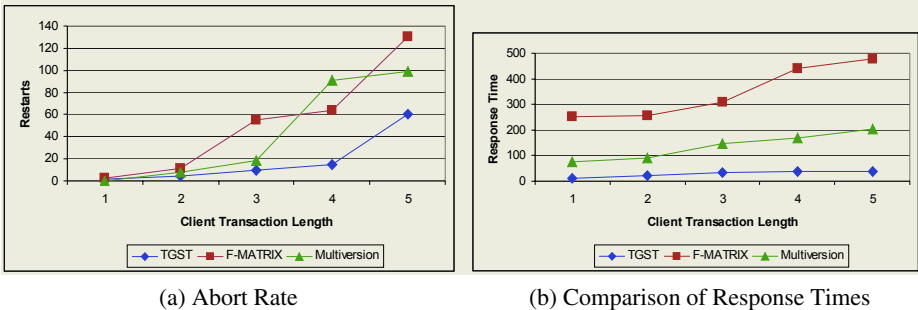 140
120
100
80
60
40
20
0
Restarts
1 2 3 4 5
Client Transaction Length
TGST F-MATRIX Multiversion
(a) Abort Rate
500
400
300
200
100
0
Response Time
1 2 3 4 5
Client Transaction Length
TGST F-MATRIX Multiversion
(b) Comparison of Response Times